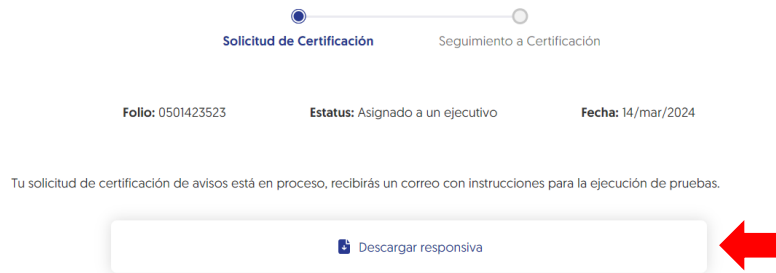 Solicitud de Certificación Seguimiento a Certificación
Folio: 0501423523 Estatus: Asignado a un ejecutivo Fecha: 14/mar/2024
Tu solicitud de certificación de avisos está en proceso, recibirás un correo con instrucciones para la ejecución de pruebas.
Descargar responsiva